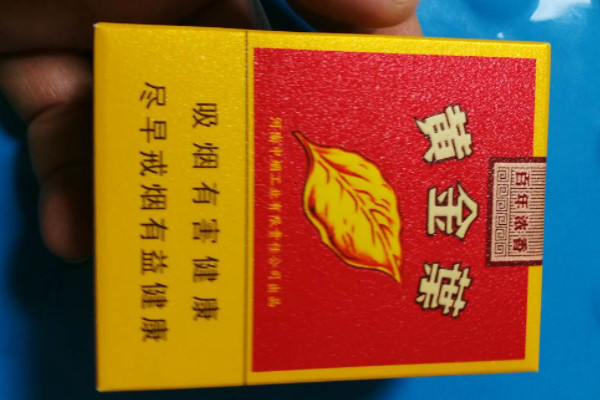 百年浓香
黄金葉
河南中烟工业有限责任公司出品
吸烟有害健康
尽早戒烟有益健康